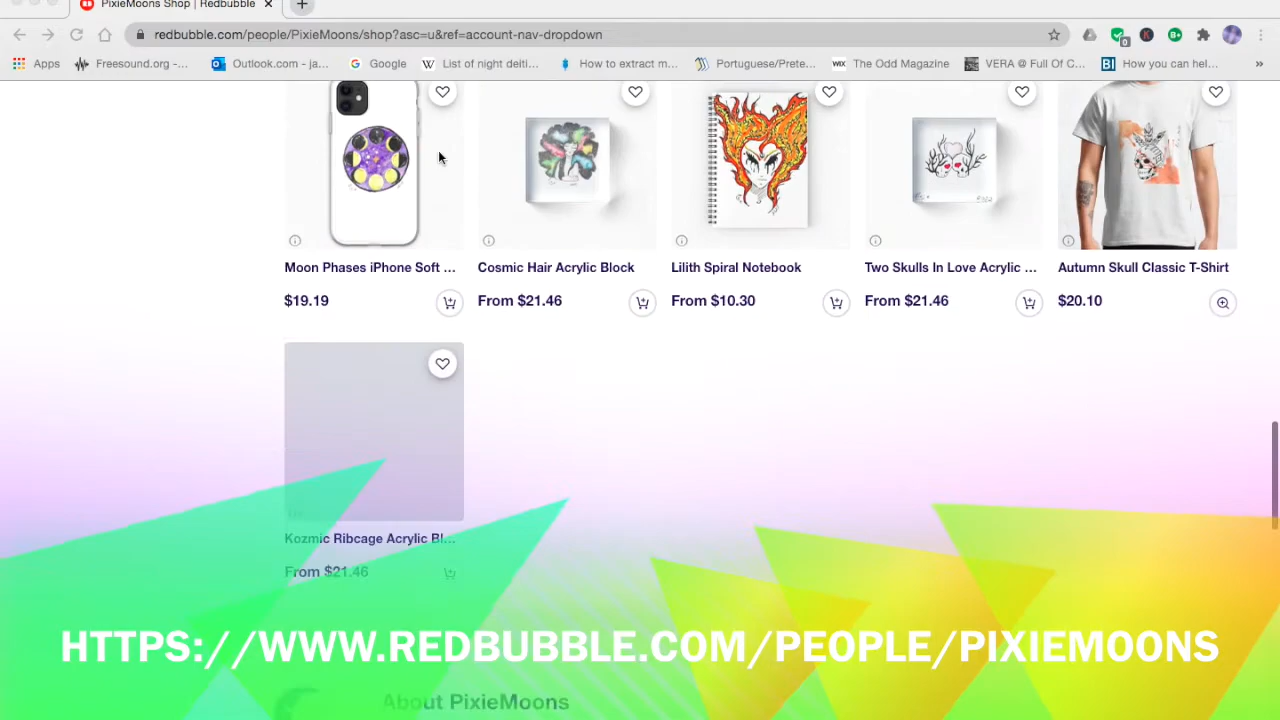 PixieMoons Shop | Redbubble
redbubble.com/people/PixieMoons/shop?asc=u&ref=account-nav-dropdown
0
K
B+
Apps
Freesound.org -...
Outlook.com - ja...
G Google
W List of night deiti...
How to extract m...
Portuguese/Prete...
WIX The Odd Magazine
VERA @ Full Of C...
BI How you can hel...
»
Moon Phases iPhone Soft ...
Cosmic Hair Acrylic Block
Lilith Spiral Notebook
Two Skulls In Love Acrylic ...
Autumn Skull Classic T-Shirt
$19.19
From $21.46
From $10.30
From $21.46
$20.10
Kozmic Ribcage Acrylic Bl...
From $21.46
HTTPS://WWW.REDBUBBLE.COM/PEOPLE/PIXIEMOONS
About PixieMoons